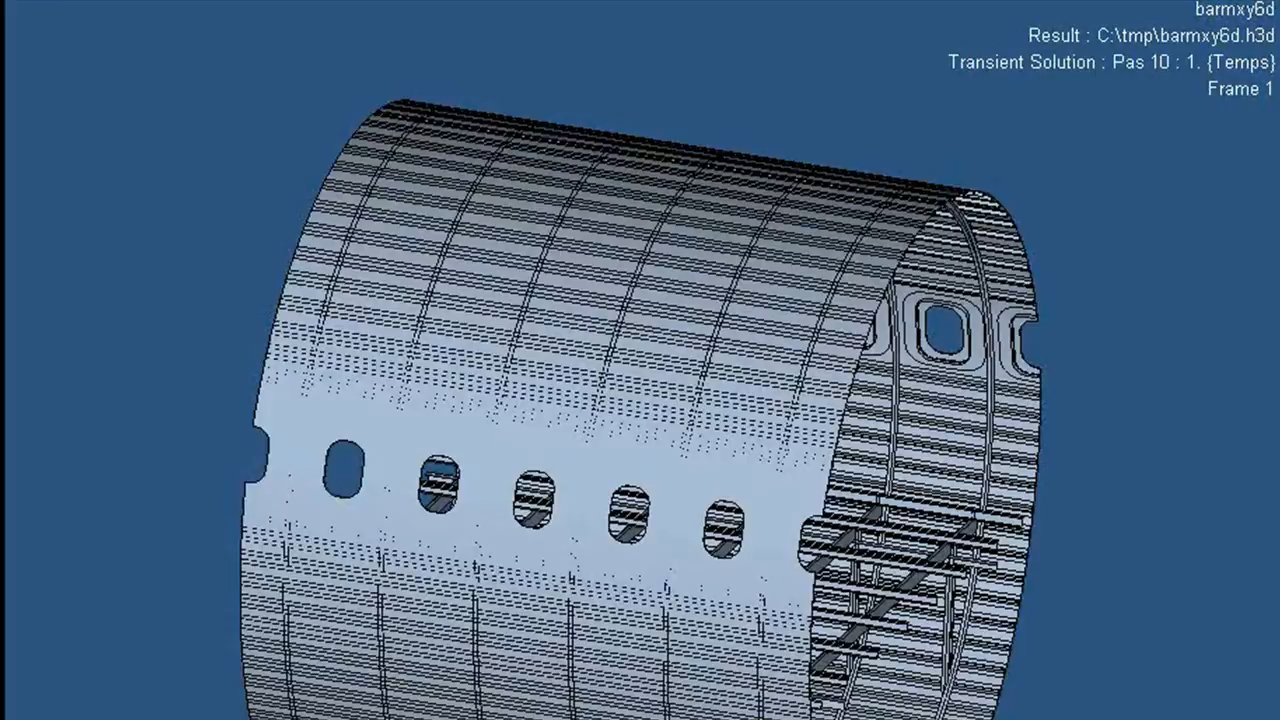 barmxy6d
Result : C:\tmp\barmxy6d.h3d
Transient Solution : Pas 10 : 1. {Temps}
Frame 1